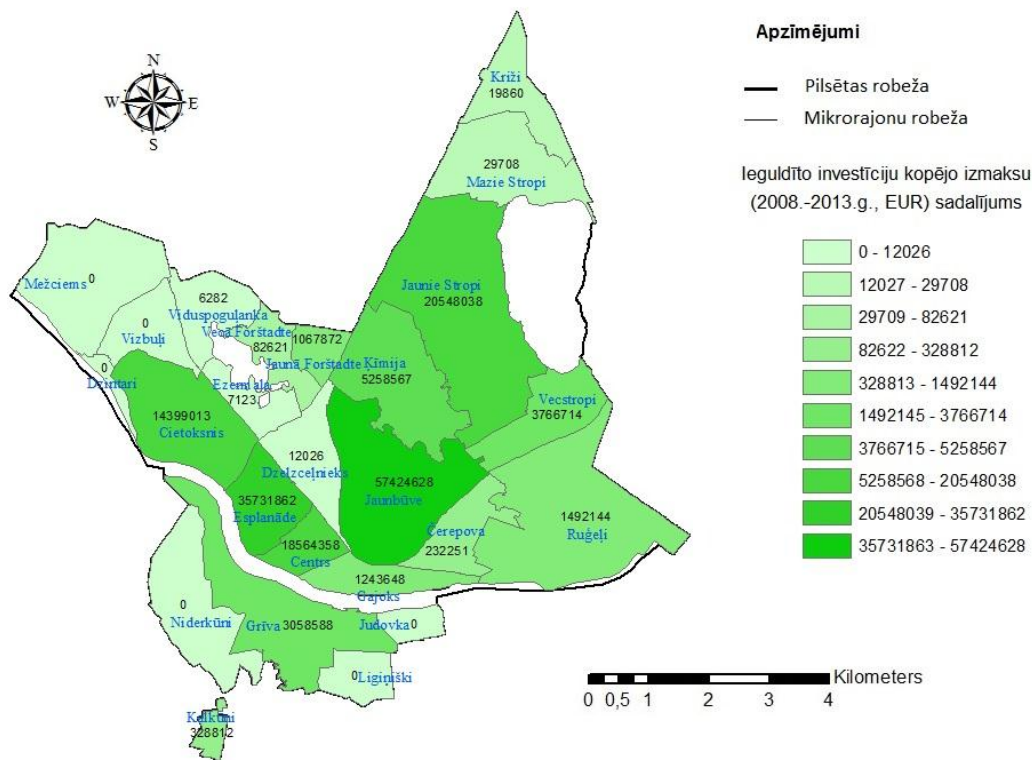 Apzīmējumi
Pilsētas robeža
Mikrorajonu robeža
Ieguldīto investīciju kopējo izmaksu
(2008.-2013.g., EUR) sadalījums
0 - 12026
12027 - 29708
29709 - 82621
82622 - 328812
328813 - 1492144
1492145 - 3766714
3766715 - 5258567
5258568 - 20548038
20548039 - 35731862
35731863 - 57424628
N
W E
S
Križi
19860
29708
Mazie Stropi
Jaunie Stropi
20548038
Mežciems 0
6282
Viduspoguļanka
0
Vizbuļi
Vecā Forštadte
82621
1067872
Jaunā Forštadte
Ķīmija
5258567
0
Dzintari
Ezermala
7123
Vecstropi
3766714
14399013
Cietoksnis
12026
Dzelzceļnieks
57424628
Jaunbūve
35731862
Esplanāde
1492144
Ruģeļi
Čerepova
232251
18564358
Centrs
1243648
Gajoks
0
Niderkūni
Grīva 3058588
Judovka 0
0
Liginiški
Kalkūni
328812
Kilometers
0 0,5 1 2 3 4